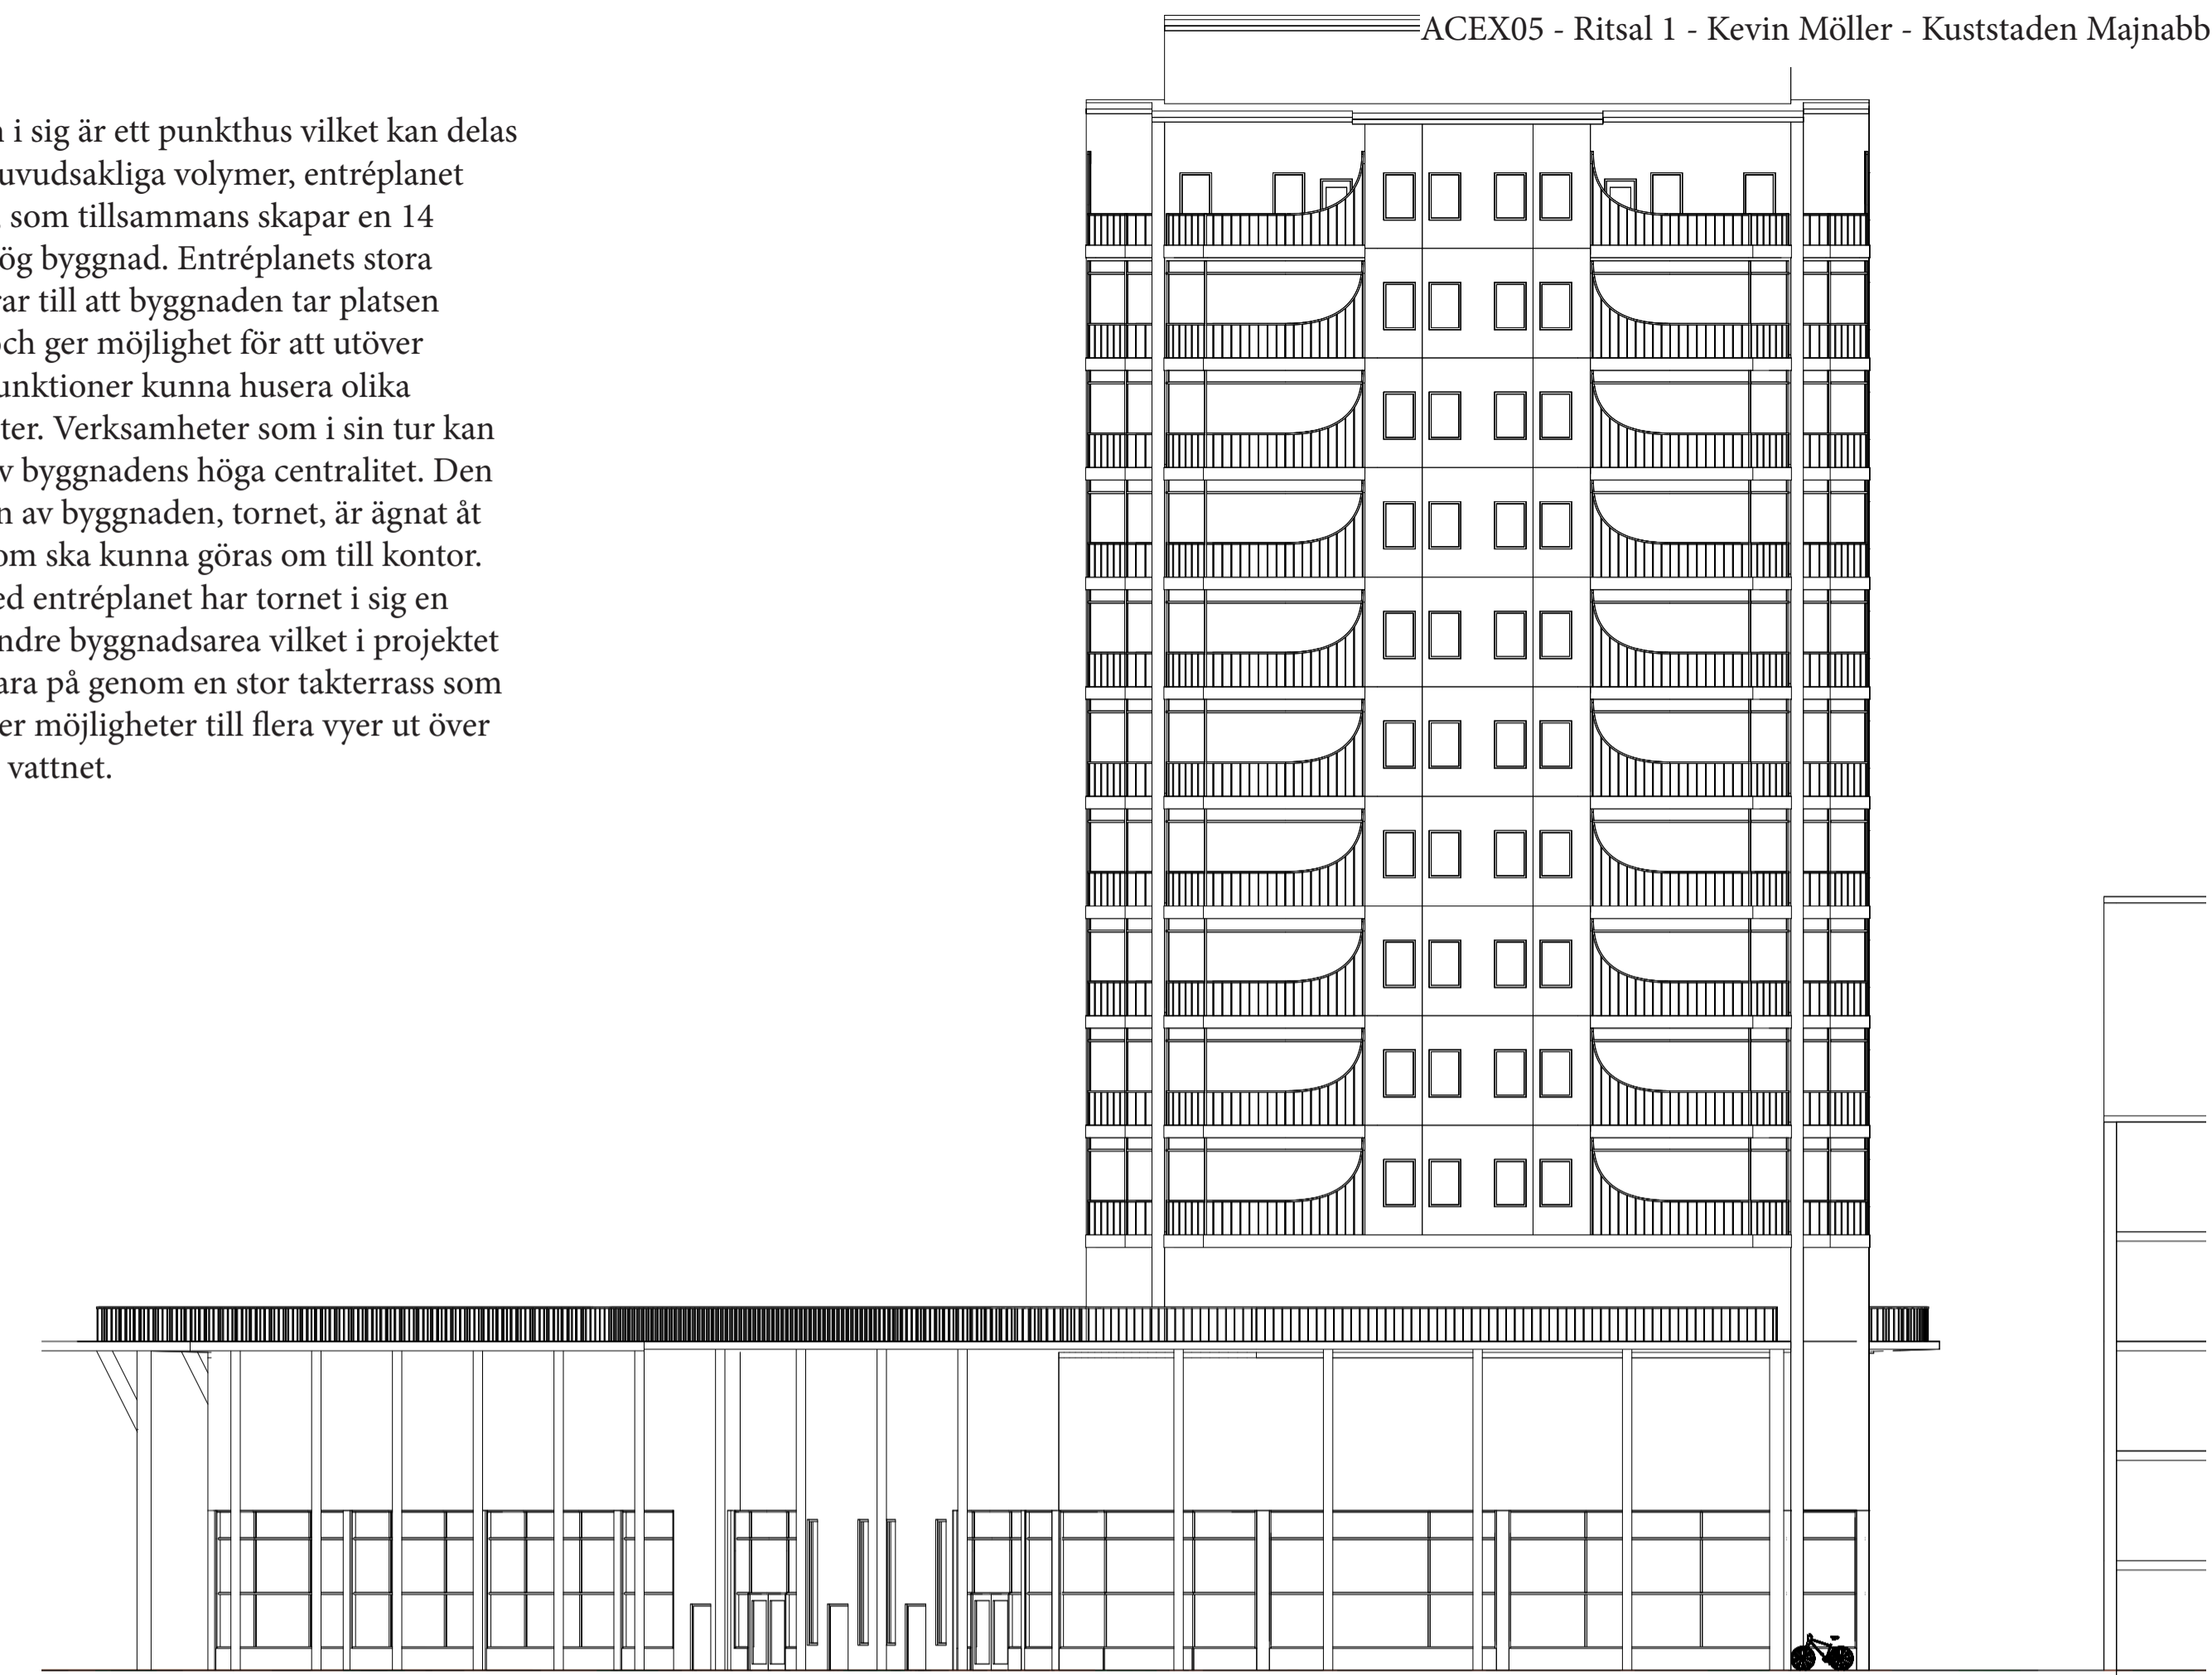 ACEX05 - Ritsal 1 - Kevin Möller - Kuststaden Majnabb
i sig är ett punkthus vilket kan delas
uvudsakliga volymer, entréplanet
som tillsammans skapar en 14
ög byggnad. Entréplanets stora
rar till att byggnaden tar platsen
och ger möjlighet för att utöver
unktioner kunna husera olika
ter. Verksamheter som i sin tur kan
v byggnadens höga centralitet. Den
n av byggnaden, tornet, är ägnat åt
om ska kunna göras om till kontor.
ed entréplanet har tornet i sig en
ndre byggnadsarea vilket i projektet
ara på genom en stor takterrass som
er möjligheter till flera vyer ut över
vattnet.